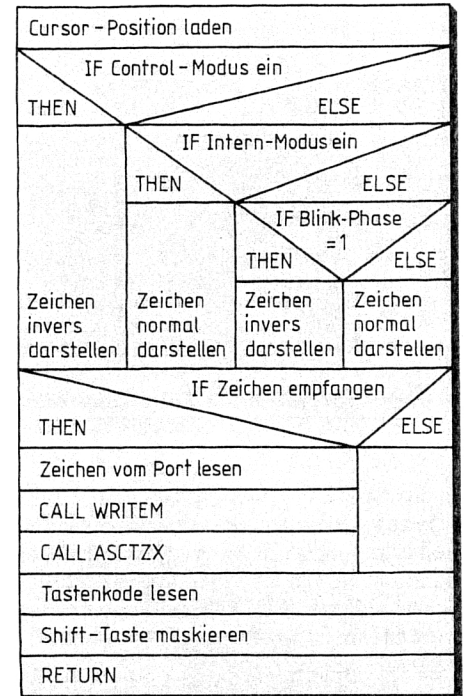 Cursor-Position laden
IF Control-Modus ein
THEN
ELSE
IF Intern-Modus ein
THEN
ELSE
IF Blink-Phase
=1
THEN
ELSE
Zeichen
invers
darstellen
Zeichen
normal
darstellen
Zeichen
invers
darstellen
Zeichen
normal
darstellen
IF Zeichen empfangen
THEN
ELSE
Zeichen vom Port lesen
CALL WRITEM
CALL ASCTZX
Tastenkode lesen
Shift-Taste maskieren
RETURN